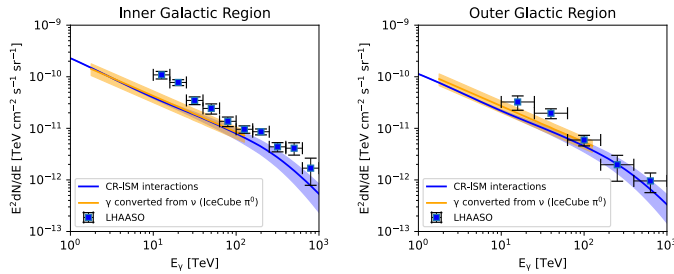 Inner Galactic Region
E²dN/dE [TeV cm⁻² s⁻¹ sr⁻¹]
10⁻⁹
10⁻¹⁰
10⁻¹¹
10⁻¹²
10⁻¹³
CR-ISM interactions
γ converted from ν (IceCube π⁰)
LHAASO
10⁰ 10¹ 10² 10³
Eγ [TeV]
Outer Glactic Region
E²dN/dE [TeV cm⁻² s⁻¹ sr⁻¹]
10⁻⁹
10⁻¹⁰
10⁻¹¹
10⁻¹²
10⁻¹³
CR-ISM interactions
γ converted from ν (IceCube π⁰)
LHAASO
10⁰ 10¹ 10² 10³
Eγ [TeV]